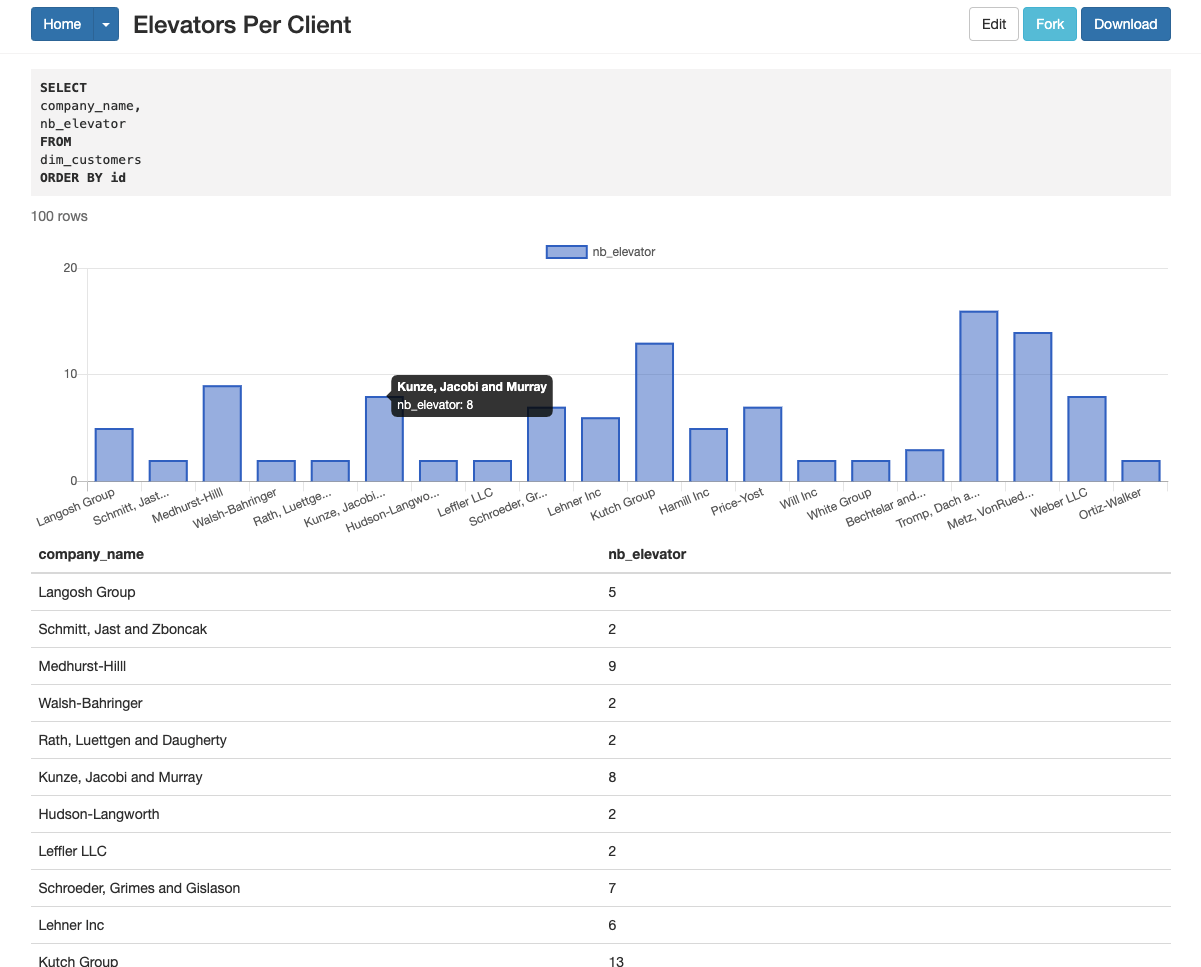 Home
Elevators Per Client
Edit
Fork
Download
SELECT
company_name,
nb_elevator
FROM
dim_customers
ORDER BY id
100 rows
nb_elevator
20
10
0
Kunze, Jacobi and Murray
nb_elevator: 8
Langosh Group
Schmitt, Jast...
Medhurst-Hilll
Walsh-Bahringer
Rath, Luettge...
Kunze, Jacobi...
Hudson-Langwo...
Leffler LLC
Schroeder, Gr...
Lehner Inc
Kutch Group
Hamill Inc
Price-Yost
Will Inc
White Group
Bechtelar and...
Tromp, Dach a...
Metz, VonRued...
Weber LLC
Ortiz-Walker
company_name nb_elevator
Langosh Group 5
Schmitt, Jast and Zboncak 2
Medhurst-Hilll 9
Walsh-Bahringer 2
Rath, Luettgen and Daugherty 2
Kunze, Jacobi and Murray 8
Hudson-Langworth 2
Leffler LLC 2
Schroeder, Grimes and Gislason 7
Lehner Inc 6
Kutch Group 13